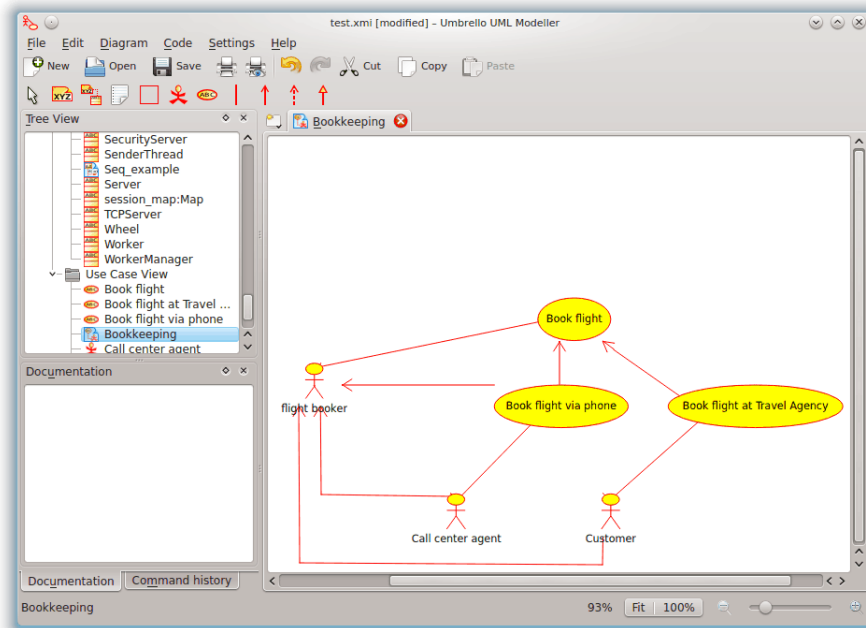 test.xmi [modified] – Umbrello UML Modeller
File Edit Diagram Code Settings Help
New Open Save Cut Copy Paste
XYZ XYZ ABC
Tree View
Bookkeeping
SecurityServer
SenderThread
Seq_example
Server
session_map:Map
TCPServer
Wheel
Worker
WorkerManager
Use Case View
Book flight
Book flight at Travel ...
Book flight via phone
Bookkeeping
Call center agent
Documentation
Book flight
flight booker
Book flight via phone
Book flight at Travel Agency
Call center agent
Customer
Documentation Command history
Bookkeeping
93% Fit 100%